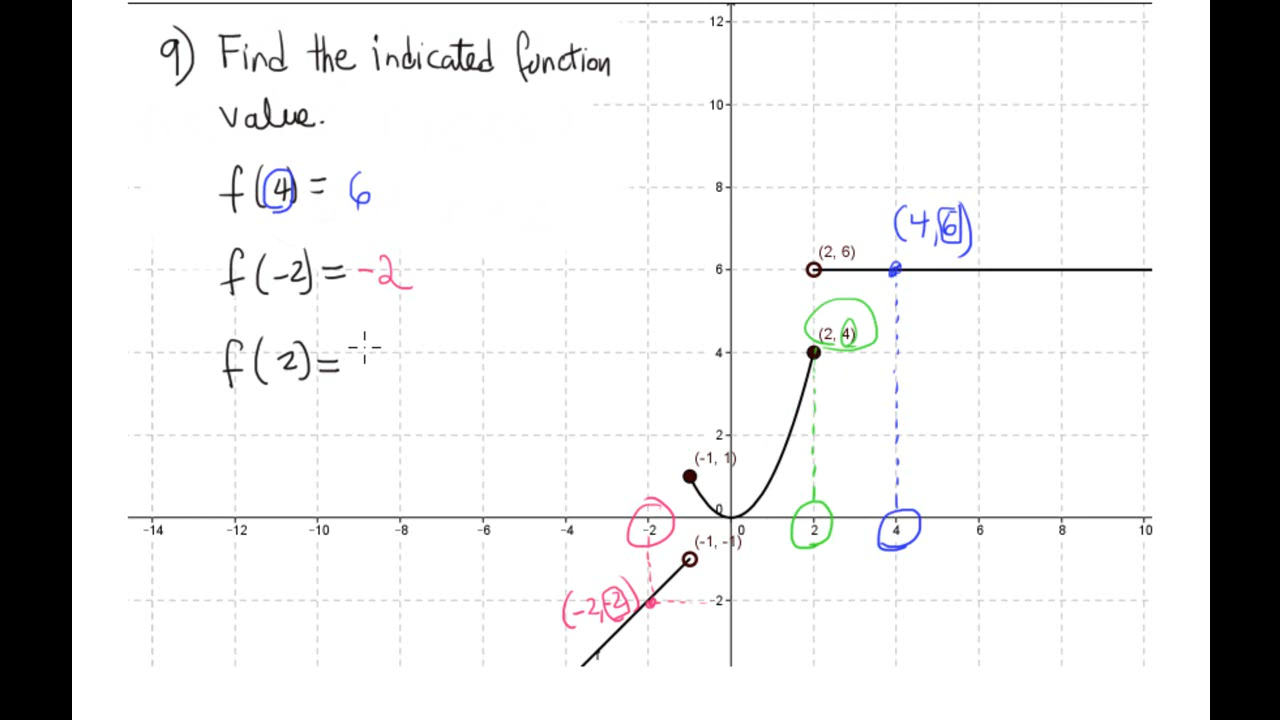 9) Find the indicated function
value.
f(4) = 6
f(-2) = -2
f(2) =
12
10
8
(4,6)
(2, 6)
6
(2, 4)
4
2
(-1, 1)
0
-14 -12 -10 -8 -6 -4 -2 0 2 4 6 8 10
(-1, -1)
(-2,-2)
-2